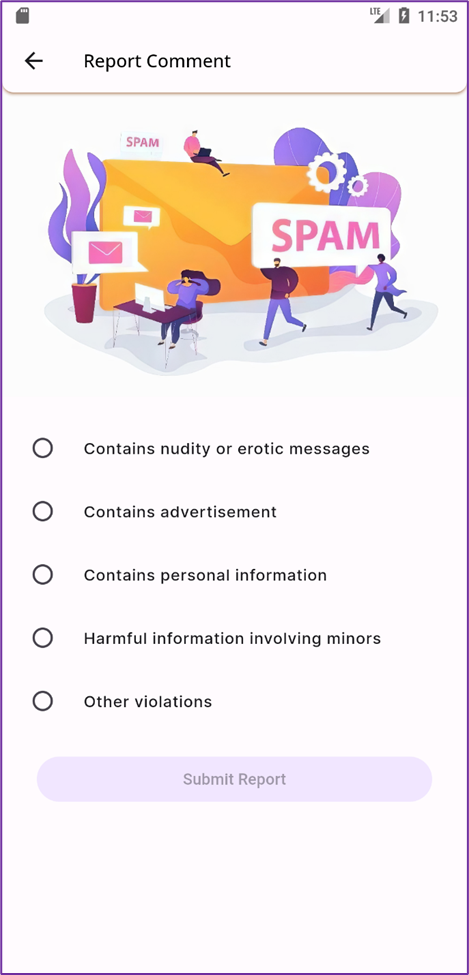 LTE 11:53
Report Comment
SPAM
SPAM
Contains nudity or erotic messages
Contains advertisement
Contains personal information
Harmful information involving minors
Other violations
Submit Report